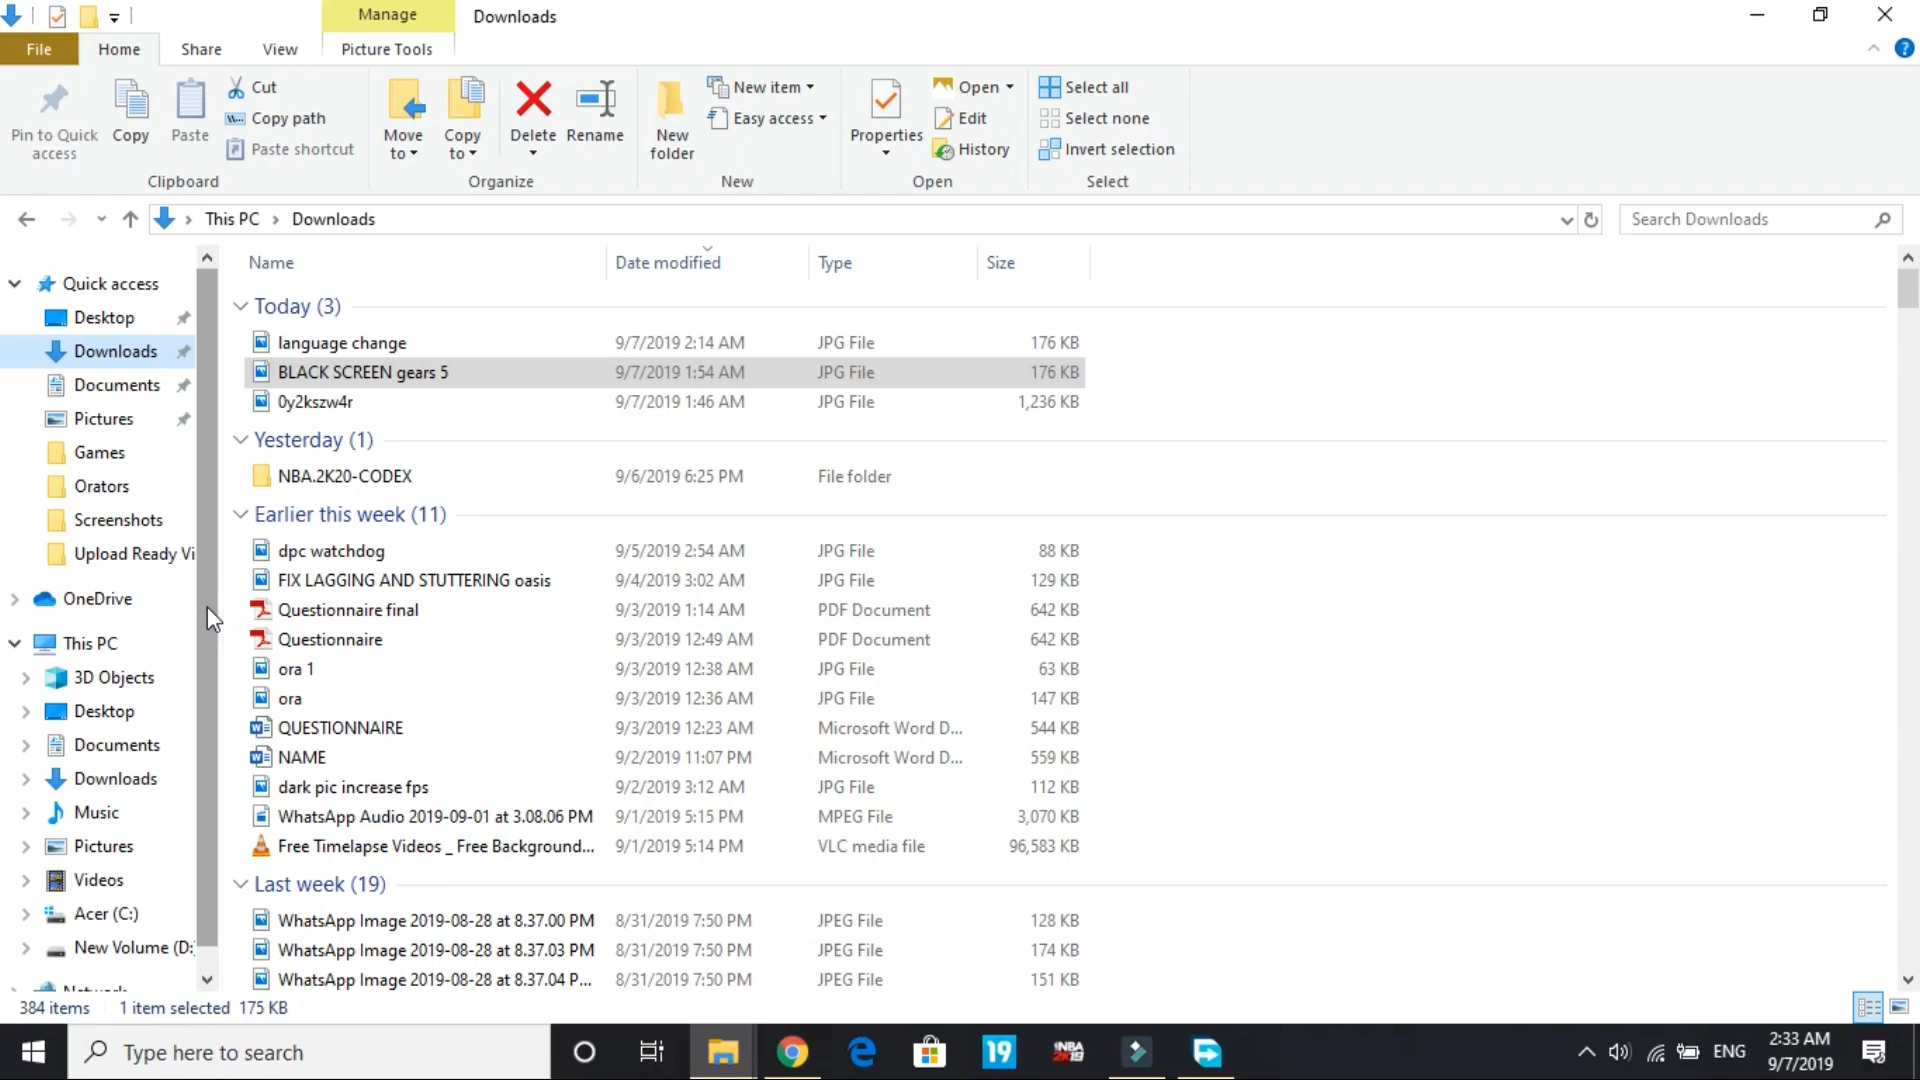 Manage
Downloads
File
Home
Share
View
Picture Tools
Pin to Quick access
Copy
Paste
Cut
Copy path
Paste shortcut
Clipboard
Move to
Copy to
Delete
Rename
Organize
New folder
New item
Easy access
New
Properties
Open
Edit
History
Open
Select all
Select none
Invert selection
Select
This PC > Downloads
Search Downloads
Quick access
Desktop
Downloads
Documents
Pictures
Games
Orators
Screenshots
Upload Ready Vi
OneDrive
This PC
3D Objects
Desktop
Documents
Downloads
Music
Pictures
Videos
Acer (C:)
New Volume (D:
Network
Name Date modified Type Size
Today (3)
language change 9/7/2019 2:14 AM JPG File 176 KB
BLACK SCREEN gears 5 9/7/2019 1:54 AM JPG File 176 KB
0y2kszw4r 9/7/2019 1:46 AM JPG File 1,236 KB
Yesterday (1)
NBA.2K20-CODEX 9/6/2019 6:25 PM File folder
Earlier this week (11)
dpc watchdog 9/5/2019 2:54 AM JPG File 88 KB
FIX LAGGING AND STUTTERING oasis 9/4/2019 3:02 AM JPG File 129 KB
Questionnaire final 9/3/2019 1:14 AM PDF Document 642 KB
Questionnaire 9/3/2019 12:49 AM PDF Document 642 KB
ora 1 9/3/2019 12:38 AM JPG File 63 KB
ora 9/3/2019 12:36 AM JPG File 147 KB
QUESTIONNAIRE 9/3/2019 12:23 AM Microsoft Word D... 544 KB
NAME 9/2/2019 11:07 PM Microsoft Word D... 559 KB
dark pic increase fps 9/2/2019 3:12 AM JPG File 112 KB
WhatsApp Audio 2019-09-01 at 3.08.06 PM 9/1/2019 5:15 PM MPEG File 3,070 KB
Free Timelapse Videos _ Free Background... 9/1/2019 5:14 PM VLC media file 96,583 KB
Last week (19)
WhatsApp Image 2019-08-28 at 8.37.00 PM 8/31/2019 7:50 PM JPEG File 128 KB
WhatsApp Image 2019-08-28 at 8.37.03 PM 8/31/2019 7:50 PM JPEG File 174 KB
WhatsApp Image 2019-08-28 at 8.37.04 P... 8/31/2019 7:50 PM JPEG File 151 KB
384 items 1 item selected 175 KB
Type here to search
19
NBA 2K19
ENG
2:33 AM
9/7/2019